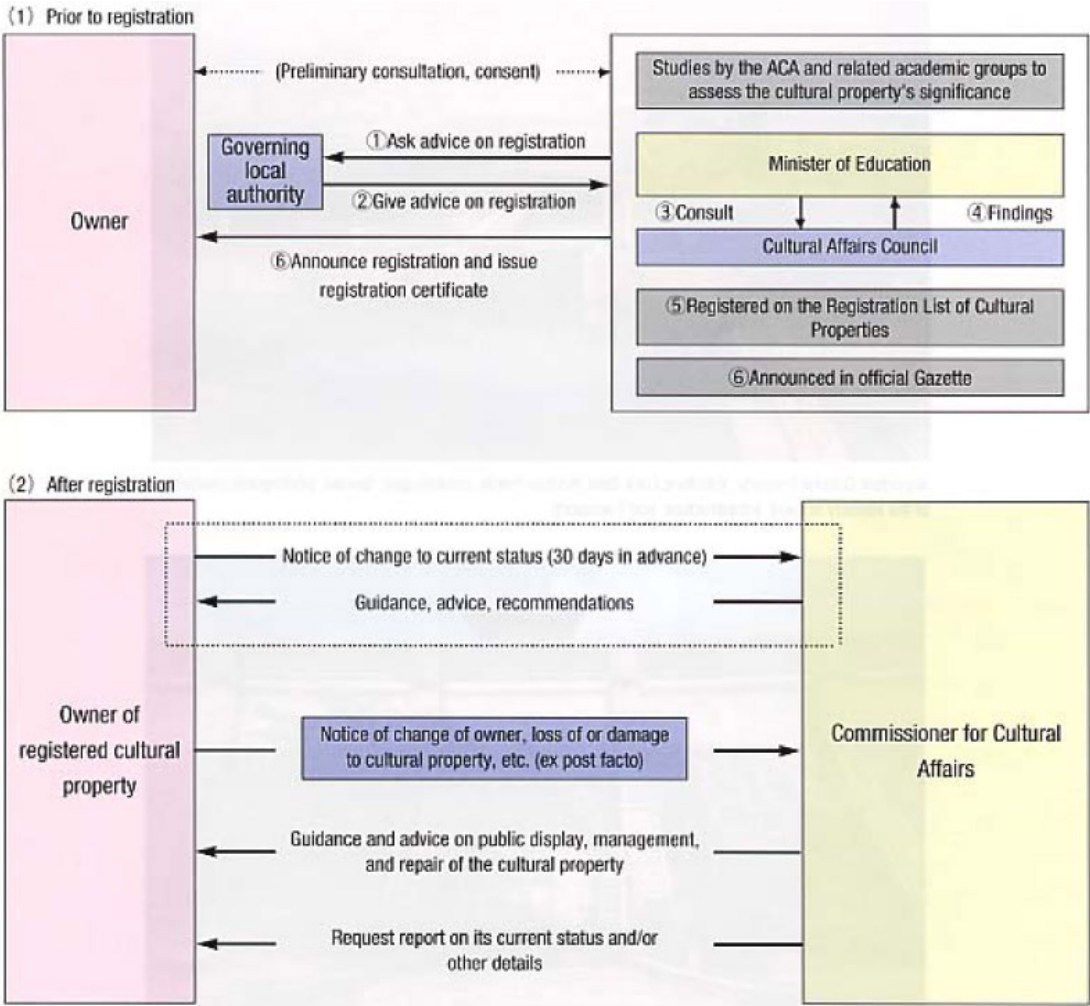 (1) Prior to registration
Owner
(Preliminary consultation, consent)
Governing
local
authority
①Ask advice on registration
②Give advice on registration
⑥Announce registration and issue
registration certificate
Studies by the ACA and related academic groups to
assess the cultural property's significance
Minister of Education
③Consult
④Findings
Cultural Affairs Council
⑤Registered on the Registration List of Cultural
Properties
⑥Announced in official Gazette
(2) After registration
Owner of
registered cultural
property
Notice of change to current status (30 days in advance)
Guidance, advice, recommendations
Notice of change of owner, loss of or damage
to cultural property, etc. (ex post facto)
Guidance and advice on public display, management,
and repair of the cultural property
Request report on its current status and/or
other details
Commissioner for Cultural
Affairs